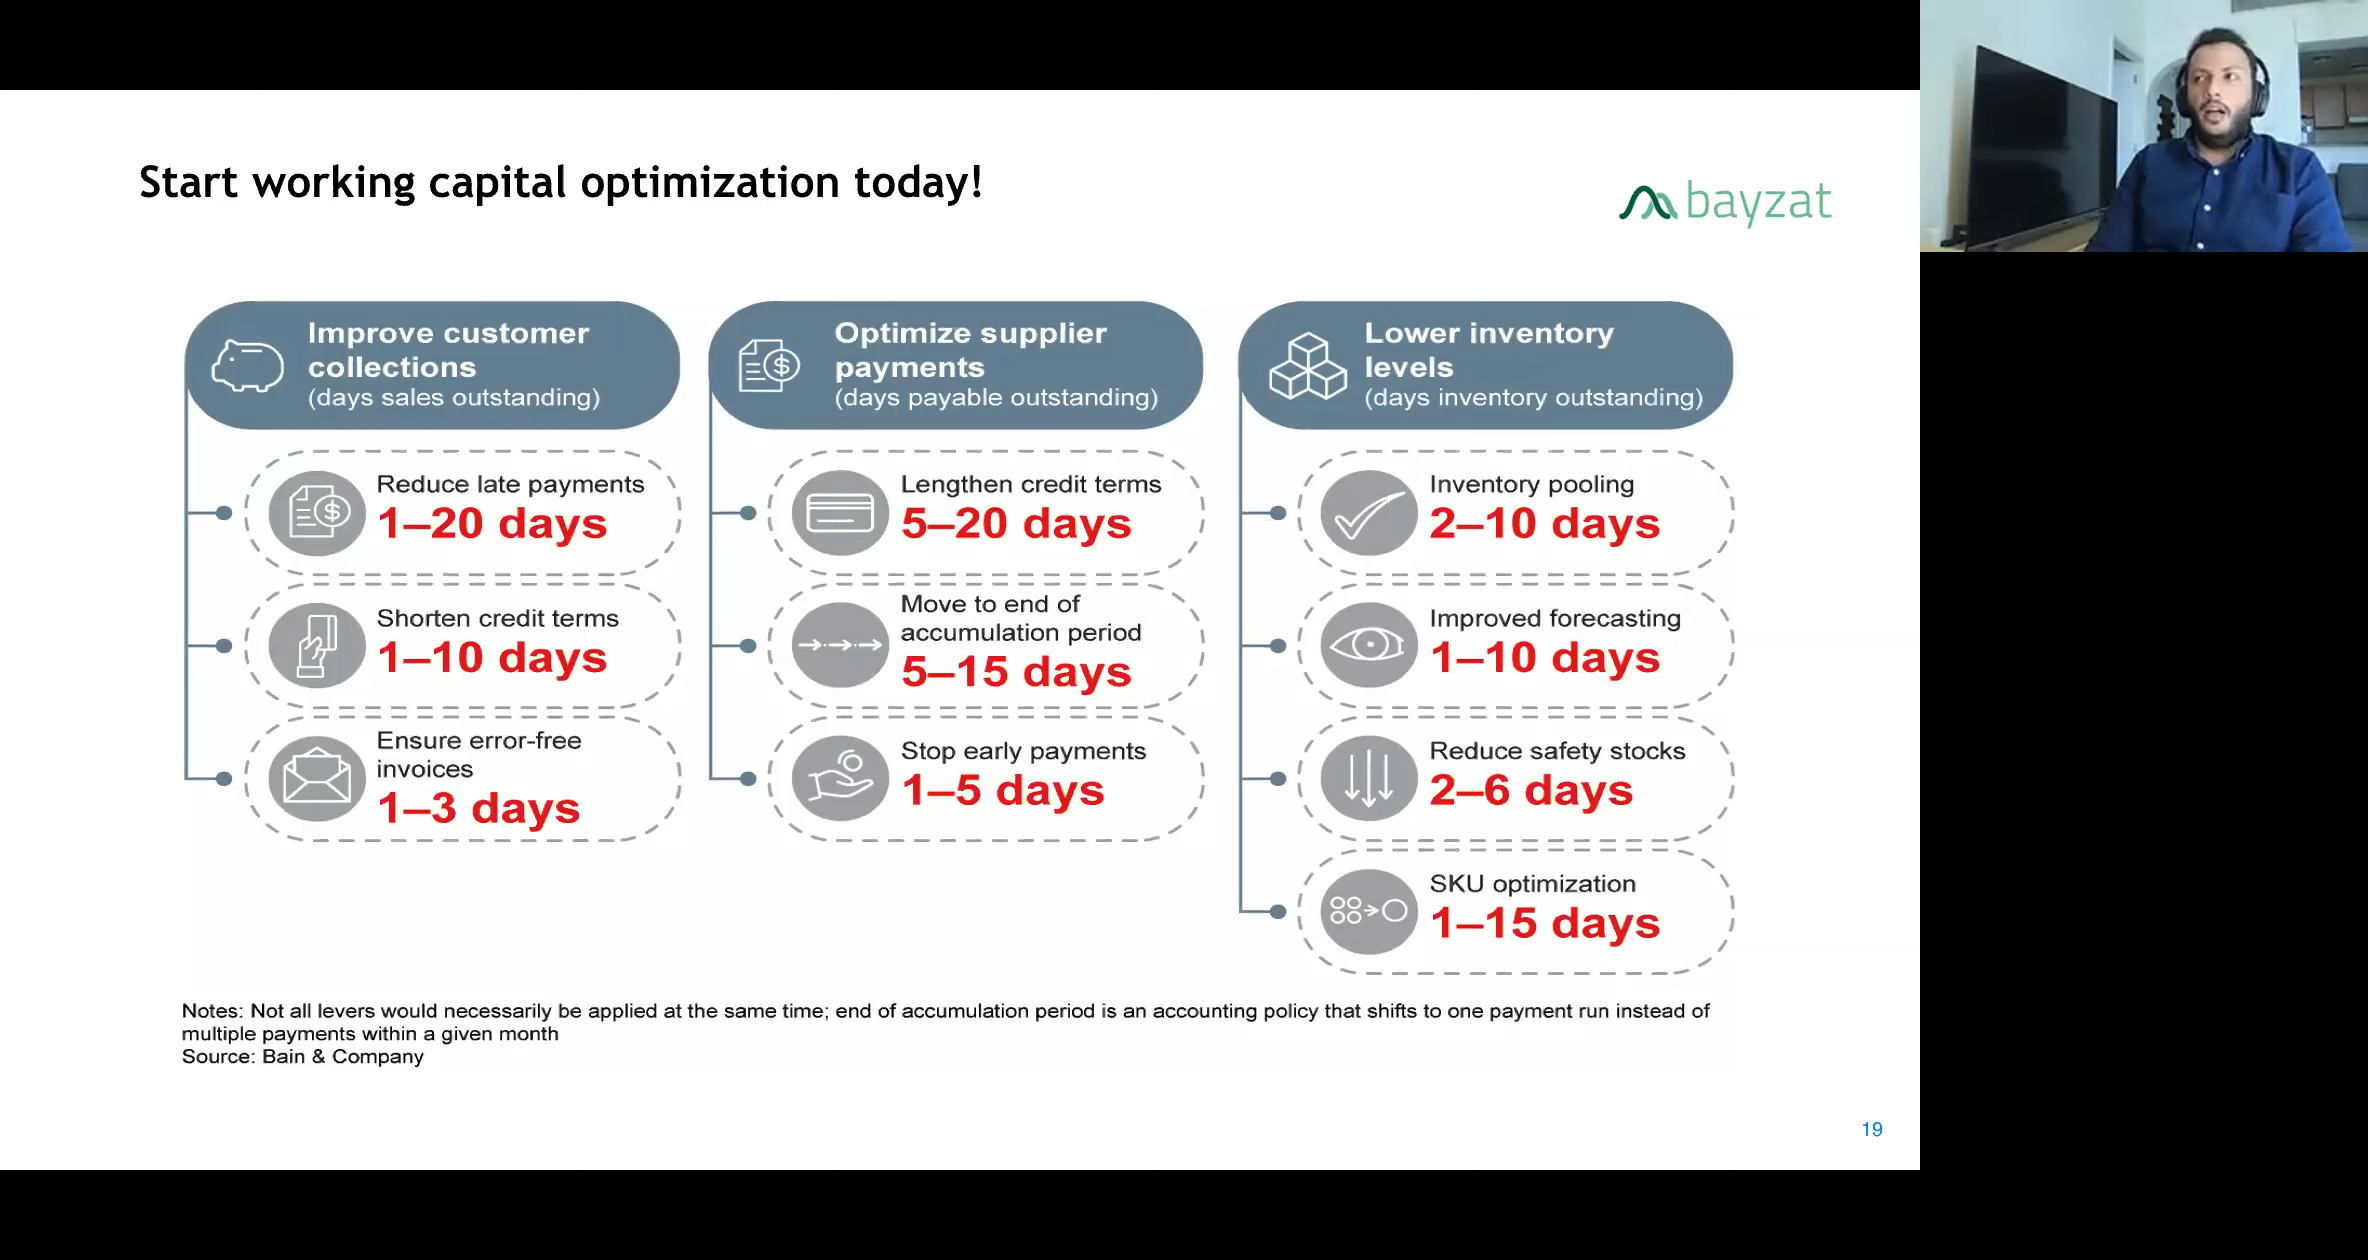 Start working capital optimization today!
bayzat
Improve customer
collections
(days sales outstanding)
Reduce late payments
1–20 days
Shorten credit terms
1–10 days
Ensure error-free
invoices
1–3 days
Optimize supplier
payments
(days payable outstanding)
Lengthen credit terms
5–20 days
Move to end of
accumulation period
5–15 days
Stop early payments
1–5 days
Lower inventory
levels
(days inventory outstanding)
Inventory pooling
2–10 days
Improved forecasting
1–10 days
Reduce safety stocks
2–6 days
SKU optimization
1–15 days
Notes: Not all levers would necessarily be applied at the same time; end of accumulation period is an accounting policy that shifts to one payment run instead of
multiple payments within a given month
Source: Bain & Company
19